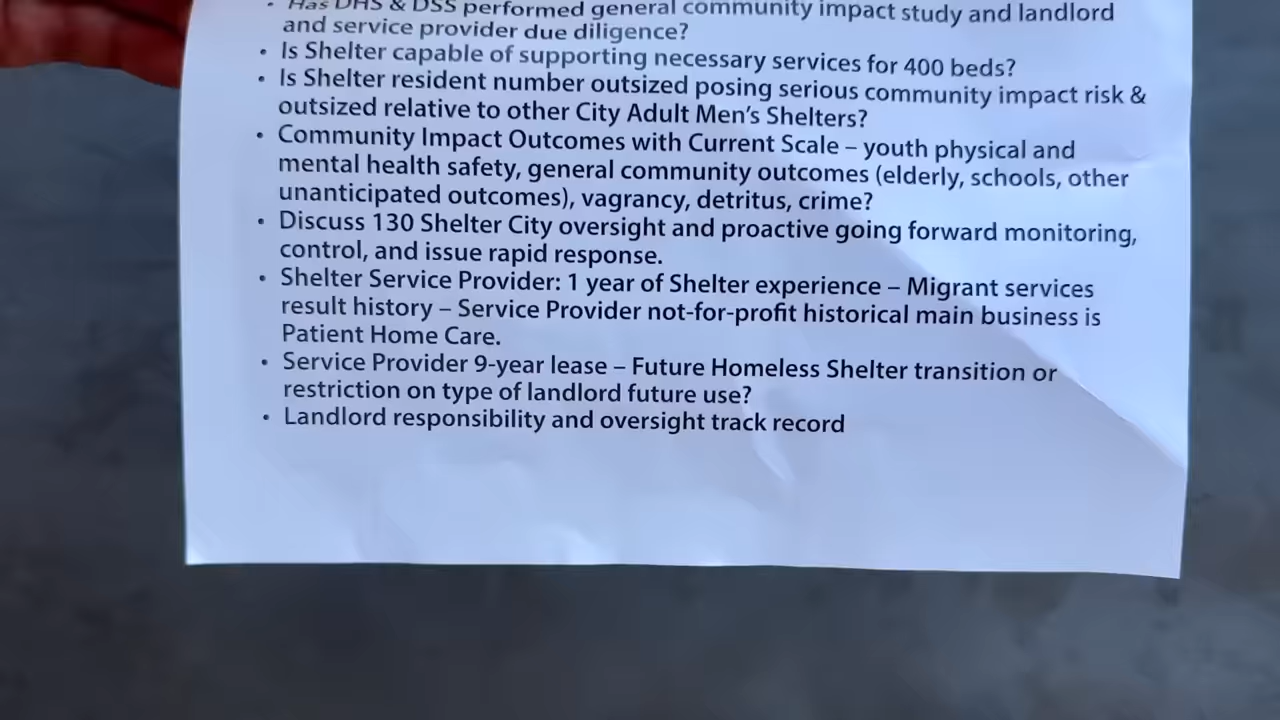 • Has DHS & DSS performed general community impact study and landlord
and service provider due diligence?
• Is Shelter capable of supporting necessary services for 400 beds?
• Is Shelter resident number outsized posing serious community impact risk &
outsized relative to other City Adult Men's Shelters?
• Community Impact Outcomes with Current Scale – youth physical and
mental health safety, general community outcomes (elderly, schools, other
unanticipated outcomes), vagrancy, detritus, crime?
• Discuss 130 Shelter City oversight and proactive going forward monitoring,
control, and issue rapid response.
• Shelter Service Provider: 1 year of Shelter experience – Migrant services
result history – Service Provider not-for-profit historical main business is
Patient Home Care.
• Service Provider 9-year lease – Future Homeless Shelter transition or
restriction on type of landlord future use?
• Landlord responsibility and oversight track record